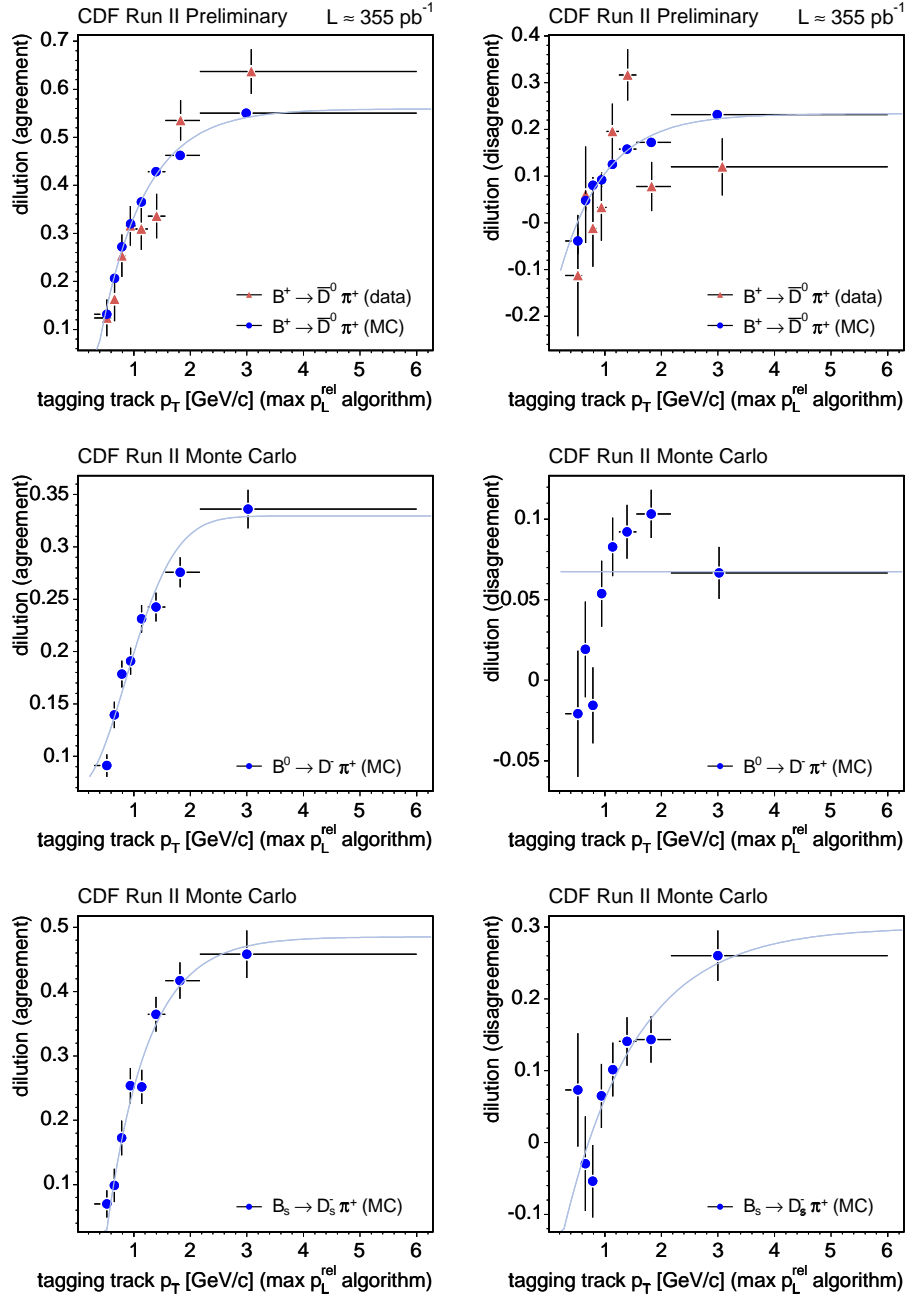 CDF Run II Preliminary L ≈ 355 pb⁻¹
dilution (agreement)
0.7
0.6
0.5
0.4
0.3
0.2
0.1
B⁺ → D̅⁰ π⁺ (data)
B⁺ → D̅⁰ π⁺ (MC)
1 2 3 4 5 6
tagging track p_T [GeV/c] (max p_L^rel algorithm)
CDF Run II Preliminary L ≈ 355 pb⁻¹
dilution (disagreement)
0.4
0.3
0.2
0.1
-0
-0.1
-0.2
B⁺ → D̅⁰ π⁺ (data)
B⁺ → D̅⁰ π⁺ (MC)
1 2 3 4 5 6
tagging track p_T [GeV/c] (max p_L^rel algorithm)
CDF Run II Monte Carlo
dilution (agreement)
0.35
0.3
0.25
0.2
0.15
0.1
B⁰ → D⁻ π⁺ (MC)
1 2 3 4 5 6
tagging track p_T [GeV/c] (max p_L^rel algorithm)
CDF Run II Monte Carlo
dilution (disagreement)
0.1
0.05
0
-0.05
B⁰ → D⁻ π⁺ (MC)
1 2 3 4 5 6
tagging track p_T [GeV/c] (max p_L^rel algorithm)
CDF Run II Monte Carlo
dilution (agreement)
0.5
0.4
0.3
0.2
0.1
B_s → D_s⁻ π⁺ (MC)
1 2 3 4 5 6
tagging track p_T [GeV/c] (max p_L^rel algorithm)
CDF Run II Monte Carlo
dilution (disagreement)
0.3
0.2
0.1
0
-0.1
B_s → D_s⁻ π⁺ (MC)
1 2 3 4 5 6
tagging track p_T [GeV/c] (max p_L^rel algorithm)